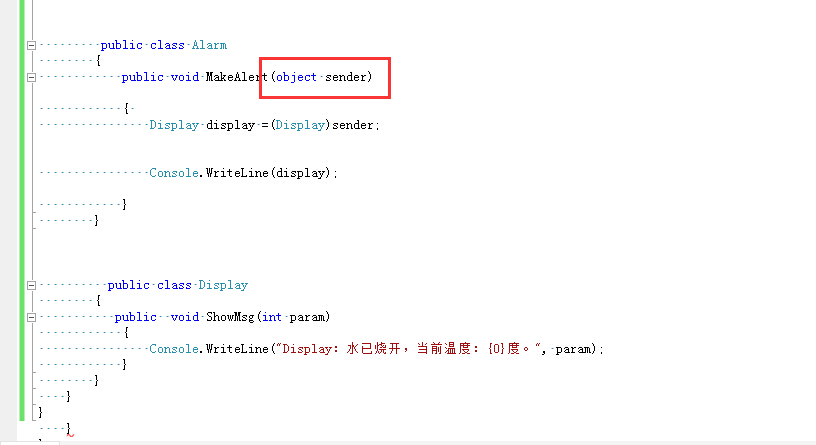 public class Alarm
{
public void MakeAlert(object sender)
{
Display display =(Display)sender;
Console.WriteLine(display);
}
}
public class Display
{
public void ShowMsg(int param)
{
Console.WriteLine("Display: 水已烧开，当前温度：{0}度。", param);
}
}
}
}
}